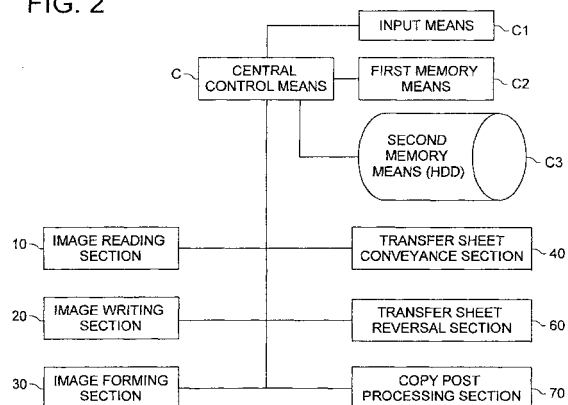 FIG. 2
INPUT MEANS
C1
C
CENTRAL
CONTROL MEANS
FIRST MEMORY
MEANS
C2
SECOND
MEMORY
MEANS (HDD)
C3
10
IMAGE READING
SECTION
TRANSFER SHEET
CONVEYANCE SECTION
40
20
IMAGE WRITING
SECTION
TRANSFER SHEET
REVERSAL SECTION
60
30
IMAGE FORMING
SECTION
COPY POST
PROCESSING SECTION
70